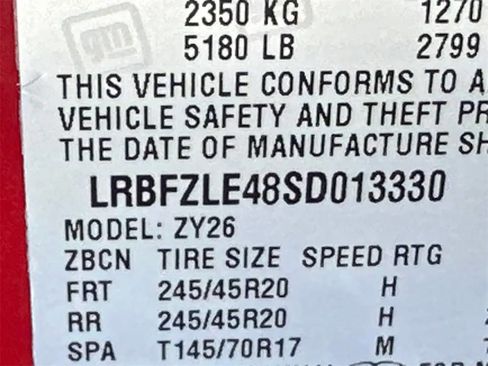 gm
2350 KG 1270
5180 LB 2799
THIS VEHICLE CONFORMS TO A
VEHICLE SAFETY AND THEFT PR
THE DATE OF MANUFACTURE SH
LRBFZLE48SD013330
MODEL: ZY26
ZBCN TIRE SIZE SPEED RTG
FRT 245/45R20 H
RR 245/45R20 H
SPA T145/70R17 M